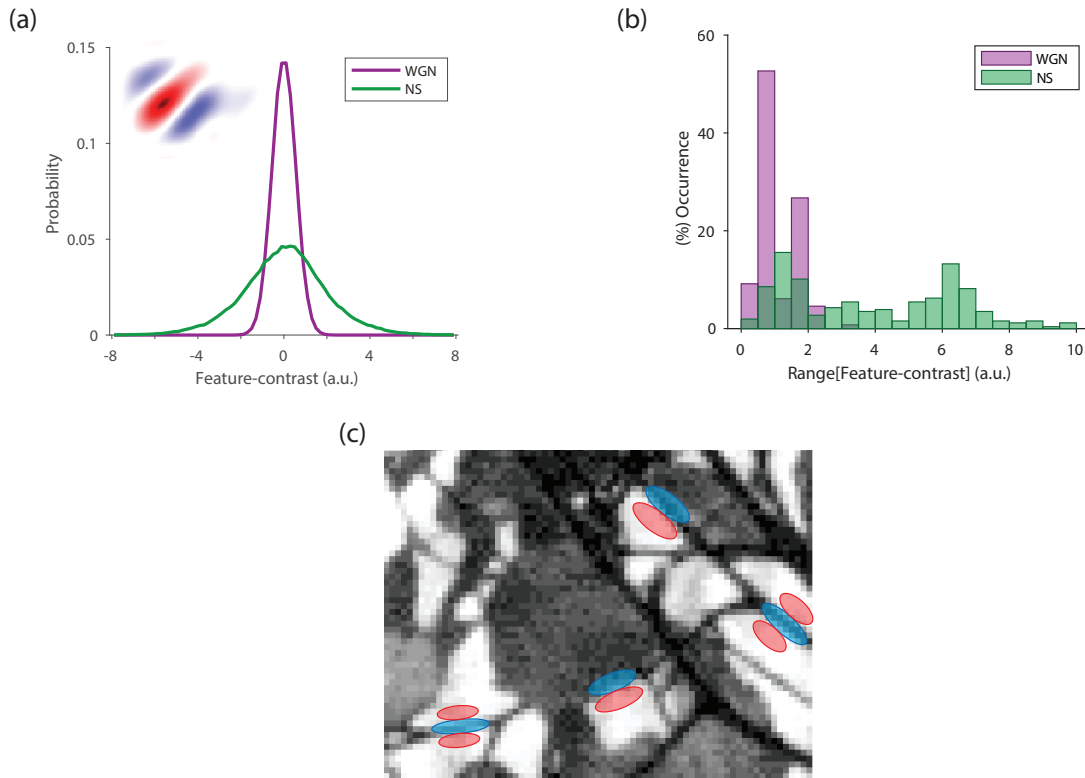 (a)
0.15
0.1
0.05
0
Probability
-8 -4 0 4 8
Feature-contrast (a.u.)
WGN
NS
(b)
60
40
20
0
(%) Occurrence
0 2 4 6 8 10
Range[Feature-contrast] (a.u.)
WGN
NS
(c)